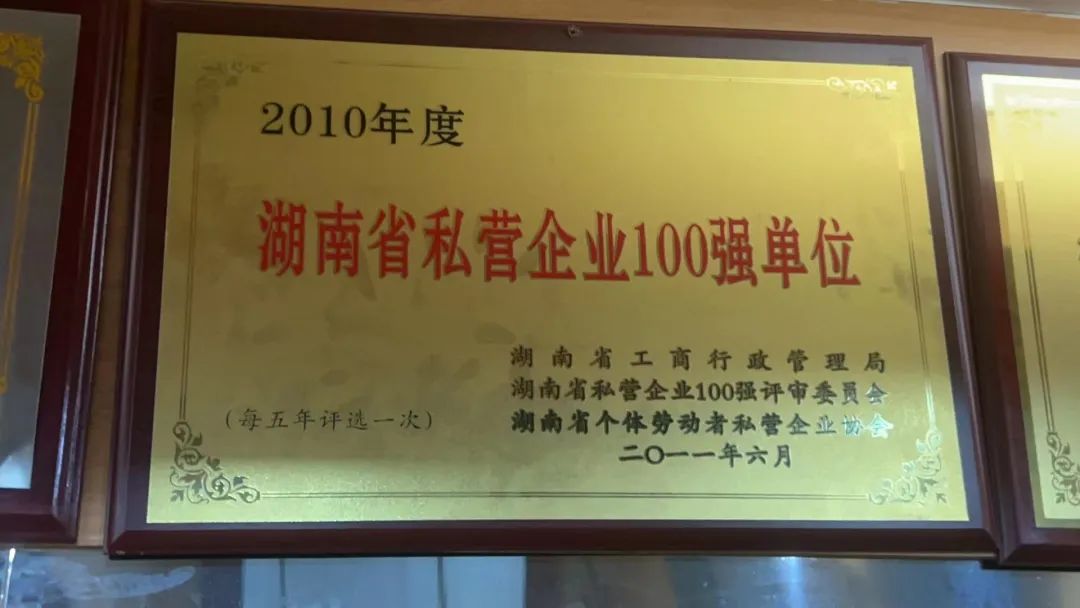 2010年度
湖南省私营企业100强单位
湖南省工商行政管理局
湖南省私营企业100强评审委员会
(每五年评选一次)
湖南省个体劳动者私营企业协会
二〇一一年六月